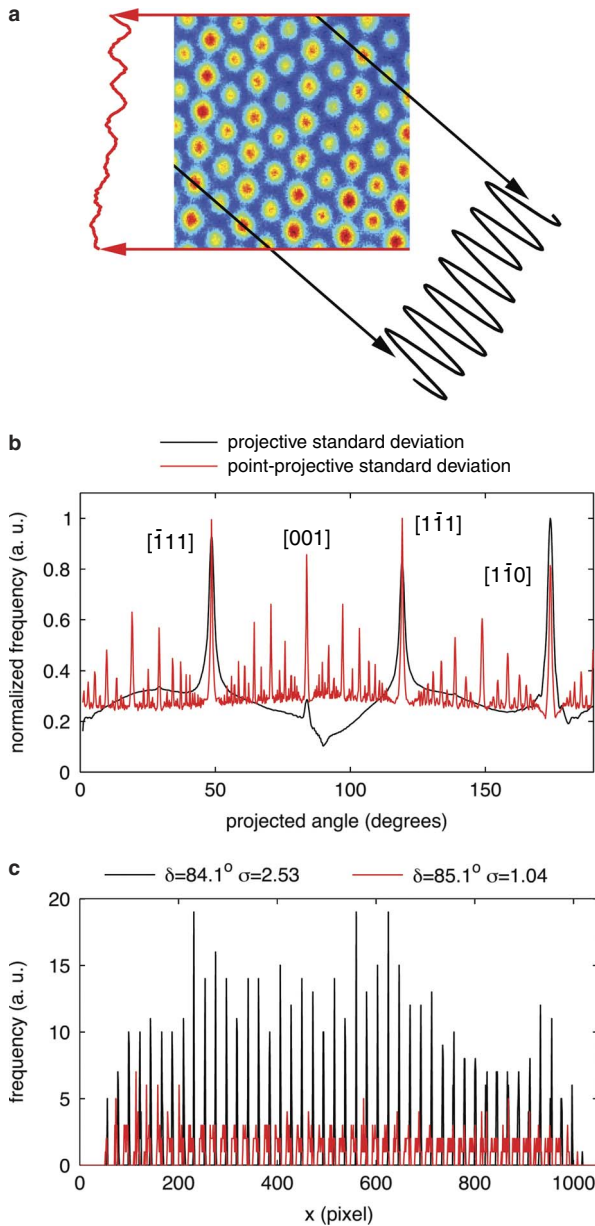 a
b
projective standard deviation
point-projective standard deviation
normalized frequency (a. u.)
1
0.8
0.6
0.4
0.2
0
[1̄11]
[001]
[11̄1]
[11̄0]
0 50 100 150
projected angle (degrees)
c
δ=84.1° σ=2.53 δ=85.1° σ=1.04
frequency (a. u.)
20
15
10
5
0
0 200 400 600 800 1000
x (pixel)